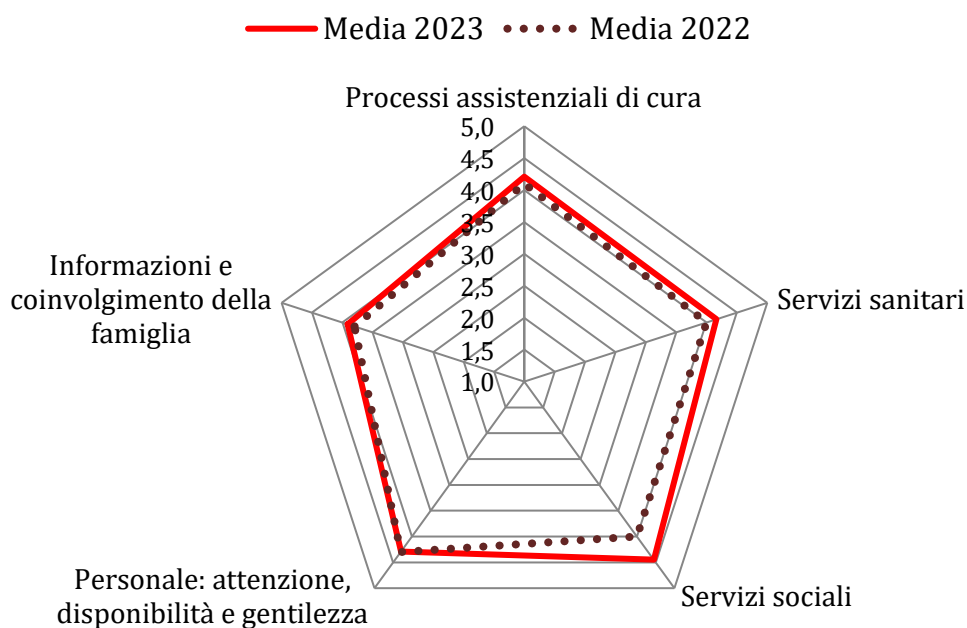 Media 2023 Media 2022
Processi assistenziali di cura
5,0
4,5
4,0
3,5
3,0
2,5
2,0
1,5
1,0
Servizi sanitari
Servizi sociali
Personale: attenzione,
disponibilità e gentilezza
Informazioni e
coinvolgimento della
famiglia